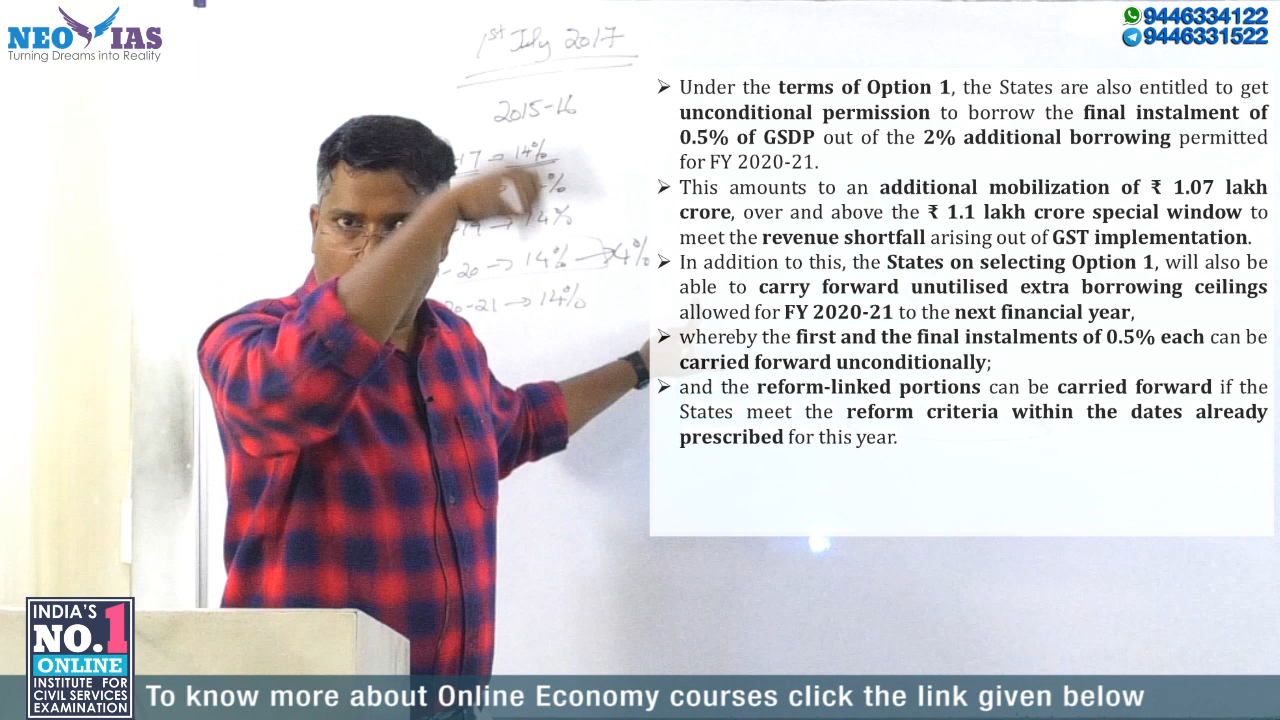 NEO IAS
Turning Dreams into Reality
9446334122
9446331522
1st July 2017
2015-16
17 → 14%
%
14%
-20 → 14% → 14%
20-21 → 14%
➢ Under the terms of Option 1, the States are also entitled to get
unconditional permission to borrow the final instalment of
0.5% of GSDP out of the 2% additional borrowing permitted
for FY 2020-21.
➢ This amounts to an additional mobilization of ₹ 1.07 lakh
crore, over and above the ₹ 1.1 lakh crore special window to
meet the revenue shortfall arising out of GST implementation.
➢ In addition to this, the States on selecting Option 1, will also be
able to carry forward unutilised extra borrowing ceilings
allowed for FY 2020-21 to the next financial year,
➢ whereby the first and the final instalments of 0.5% each can be
carried forward unconditionally;
➢ and the reform-linked portions can be carried forward if the
States meet the reform criteria within the dates already
prescribed for this year.
INDIA'S
NO.1
ONLINE
INSTITUTE FOR
CIVIL SERVICES
EXAMINATION
To know more about Online Economy courses click the link given below